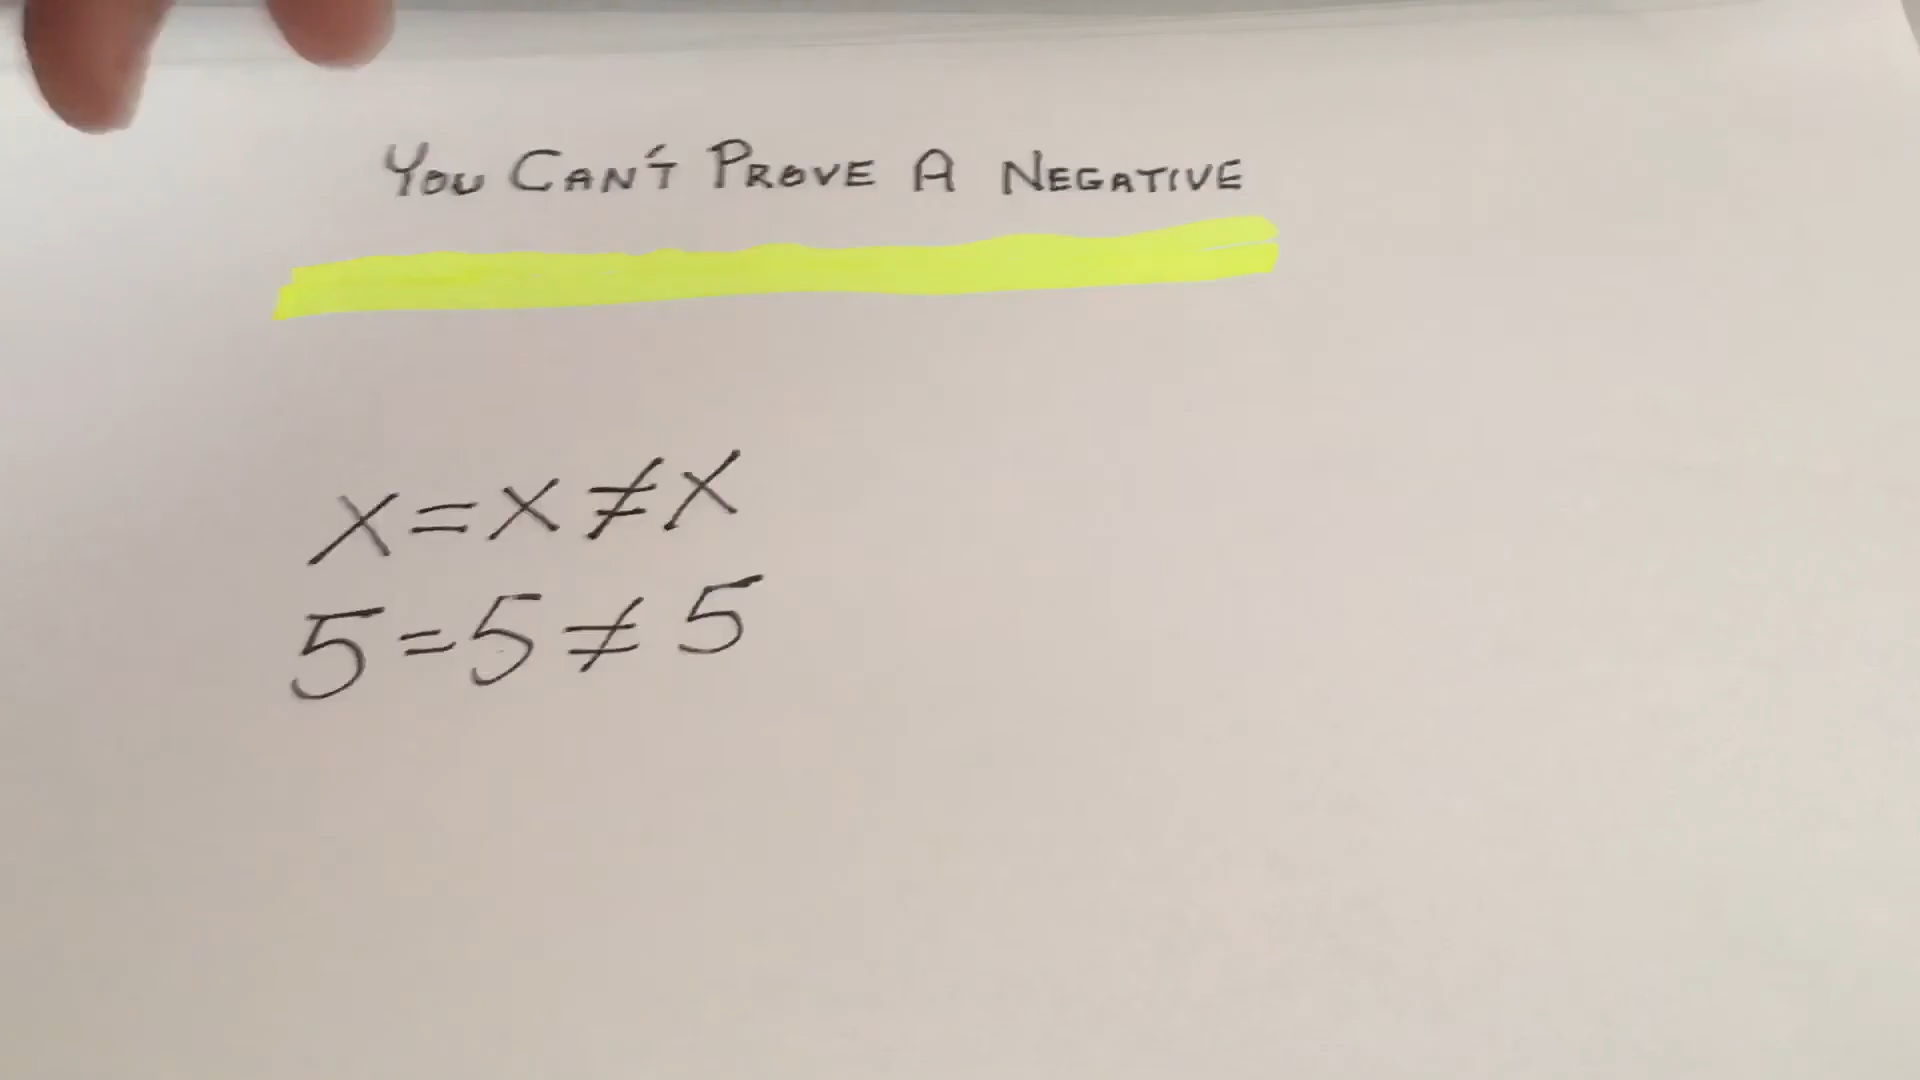 YOU CAN'T PROVE A NEGATIVE
X = X ≠ X
5 = 5 ≠ 5